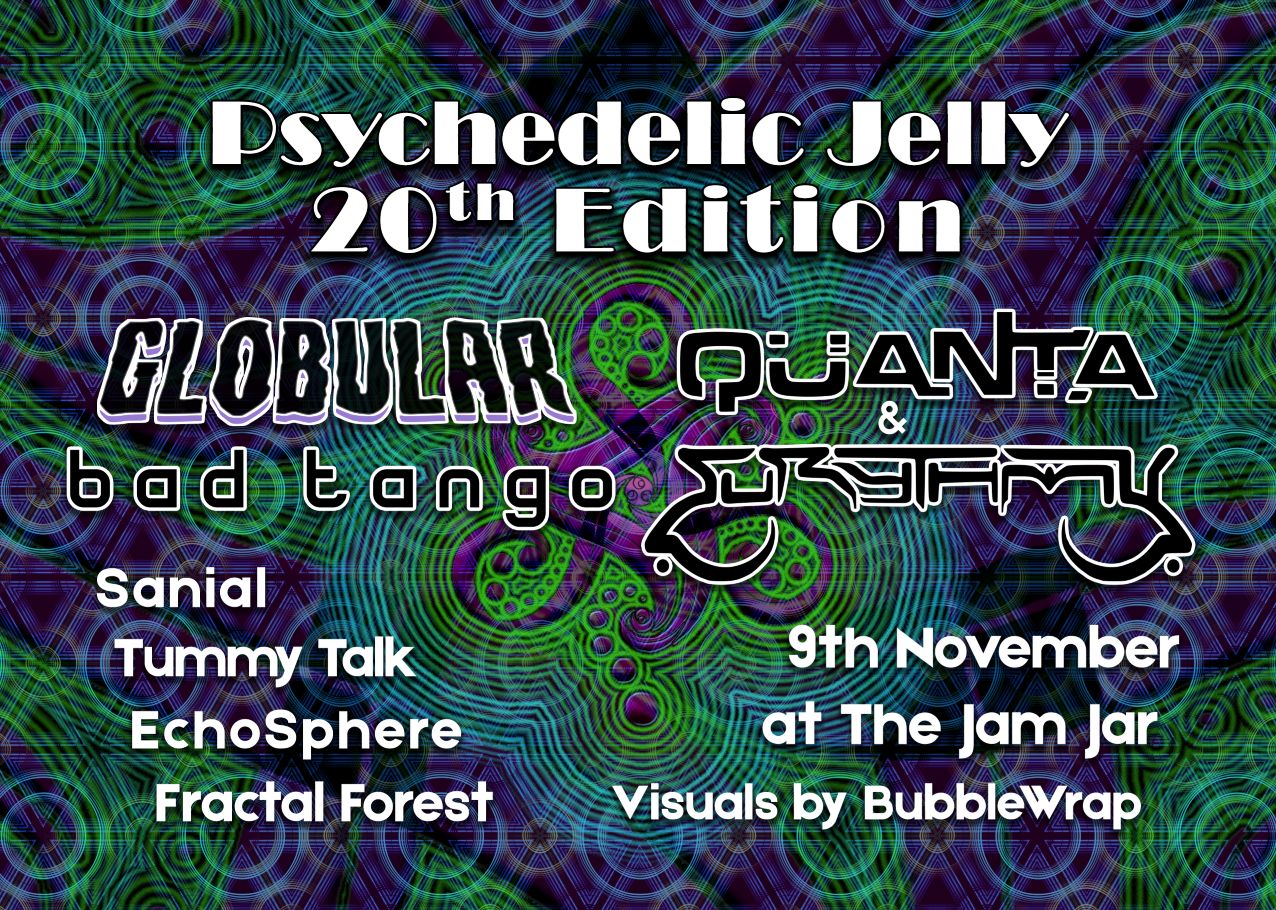 Psychedelic Jelly
20th Edition
GLOBULAR
bad tango
QUANTA
&
EURYTHMY
Sanial
Tummy Talk
EchoSphere
Fractal Forest
9th November
at The Jam Jar
Visuals by BubbleWrap